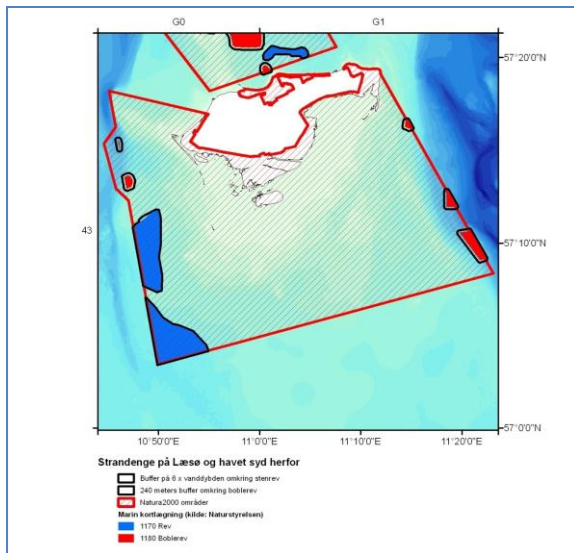 G0 G1
57°20'0"N
43
57°10'0"N
57°0'0"N
10°50'0"E 11°0'0"E 11°10'0"E 11°20'0"E
Strandenge på Læsø og havet syd herfor
Buffer på 6 x vanddybden omkring stenrev
240 meters buffer omkring boblerev
Natura2000 områder
Marin kortlægning (kilde: Naturstyrelsen)
1170 Rev
1180 Boblerev